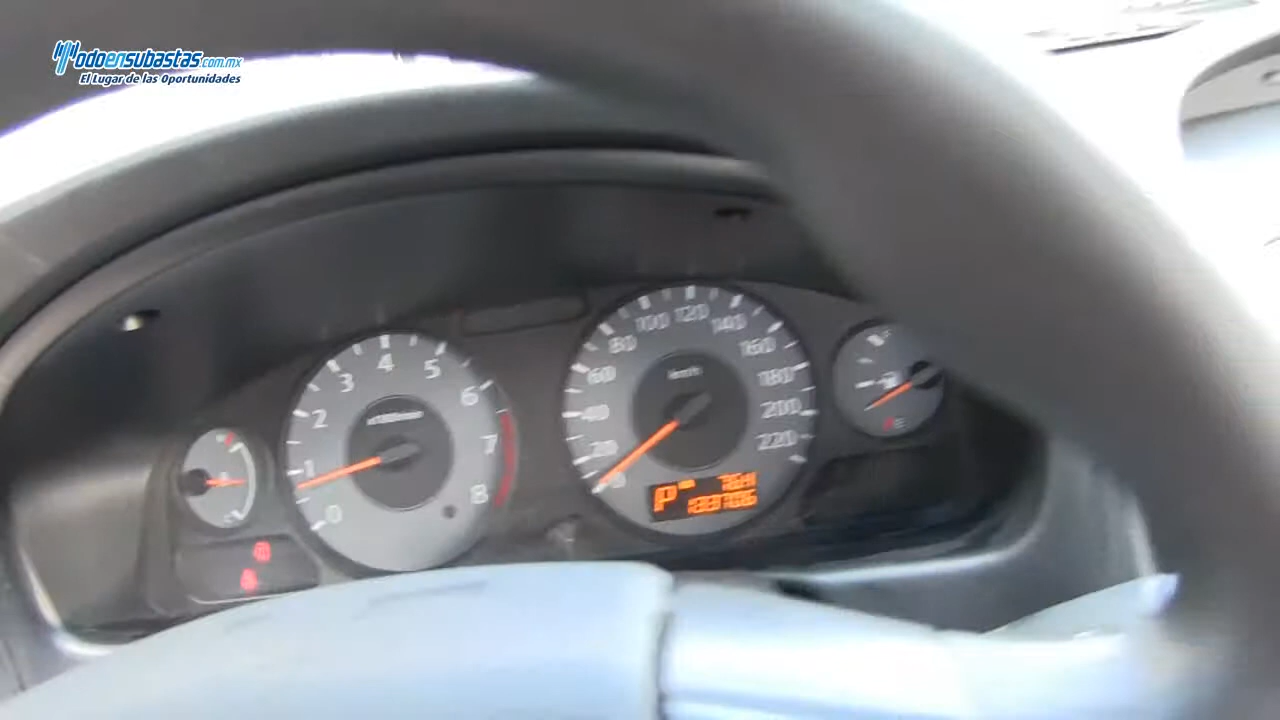 Todoensubastas.com.mx
El Lugar de las Oportunidades
0 1 2 3 4 5 6 7 8
0 20 40 60 80 100 120 140 160 180 200 220
km/h
F
E
P